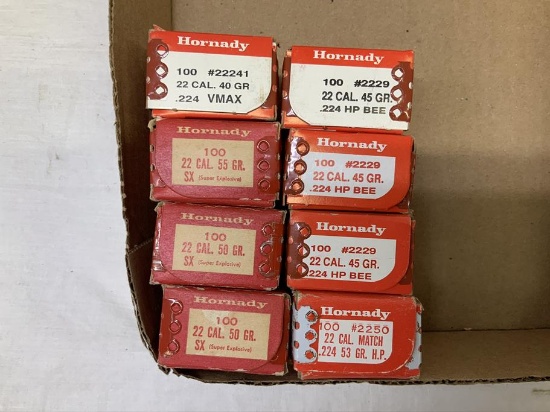 Hornady
100 #22241
22 CAL. 40 GR
.224 VMAX
Hornady
100 #2229
22 CAL. 45 GR.
.224 HP BEE
Hornady
100
22 CAL. 55 GR.
SX (Super Explosive)
Hornady
100 #2229
22 CAL. 45 GR.
.224 HP BEE
Hornady
100
22 CAL. 50 GR.
SX (Super Explosive)
Hornady
100 #2229
22 CAL. 45 GR.
.224 HP BEE
Hornady
100
22 CAL. 50 GR.
SX (Super Explosive)
Hornady
100 #2250
22 CAL. MATCH
.224 53 GR. H.P.